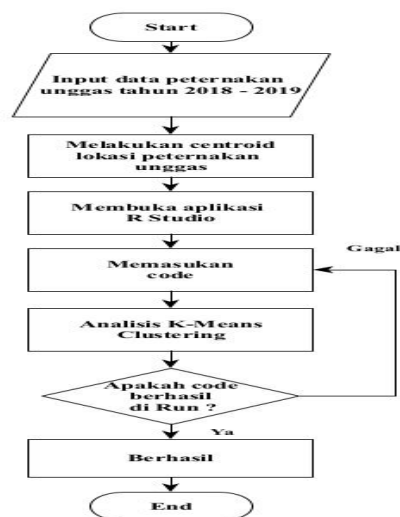 Start
Input data peternakan
unggas tahun 2018 - 2019
Melakukan centroid
lokasi peternakan
unggas
Membuka aplikasi
R Studio
Gagal
Memasukan
code
Analisis K-Means
Clustering
Apakah code
berhasil
di Run ?
Ya
Berhasil
End